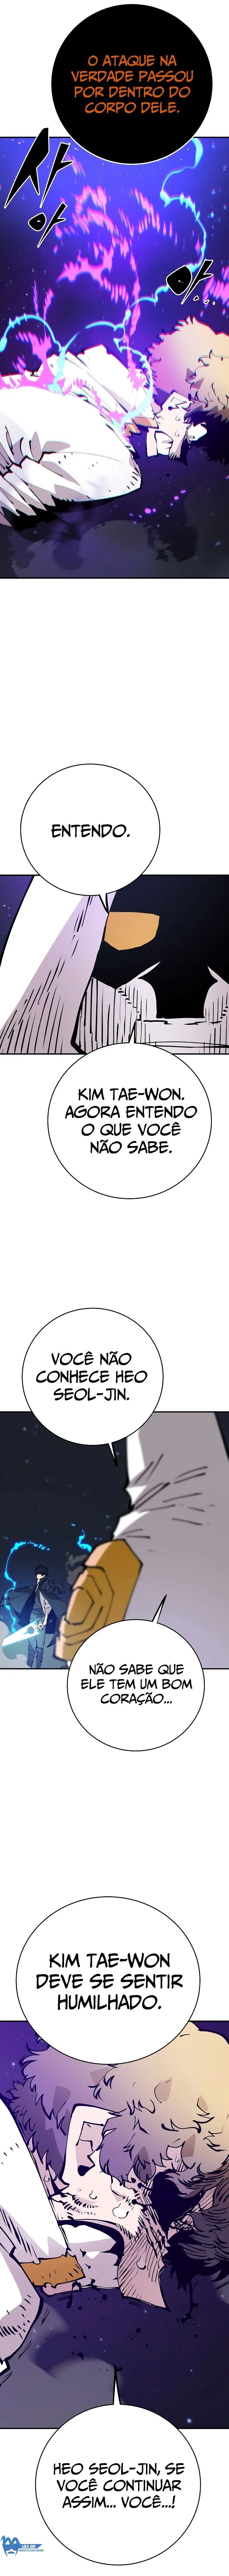 O ATAQUE NA
VERDADE PASSOU
POR DENTRO DO
CORPO DELE.
ENTENDO.
KIM TAE-WON.
AGORA ENTENDO
O QUE VOCÊ
NÃO SABE.
VOCÊ NÃO
CONHECE HEO
SEOL-JIN.
NÃO SABE QUE
ELE TEM UM BOM
CORAÇÃO...
KIM TAE-WON
DEVE SE SENTIR
HUMILHADO.
HEO SEOL-JIN, SE
VOCÊ CONTINUAR
ASSIM... VOCÊ...!